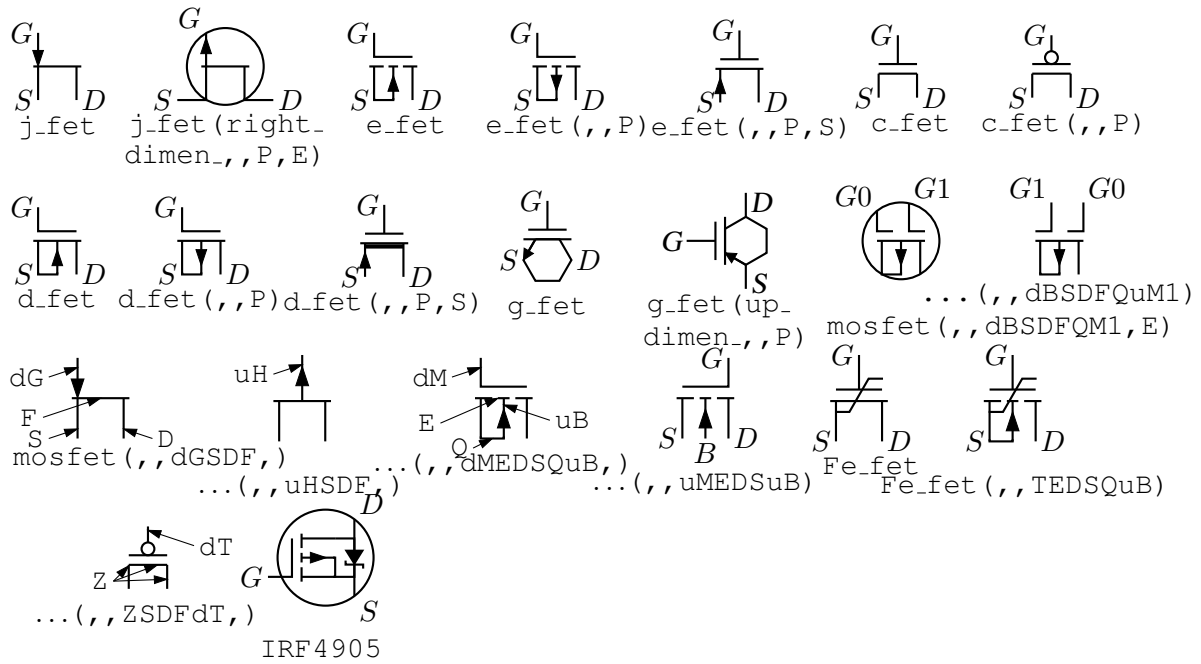 G G G G G G G
S D S D S D S D S D S D S D
j_fet j_fet(right_ e_fet e_fet(,,P) e_fet(,,P,S) c_fet c_fet(,,P)
dimen_,,P,E)
G G G G D G0 G1 G1 G0
G
S D S D S D S D S
d_fet d_fet(,,P) d_fet(,,P,S) g_fet g_fet(up_ ...(,,dBSDFQuM1)
dimen_,,P) mosfet(,,dBSDFQM1,E)
dG uH dM G G G
F E uB
S D Q S B D S D S D
mosfet(,,dGSDF,) ...(,,uHSDF,) ...(,,dMEDSQuB,) ...(,,uMEDSuB) Fe_fet Fe_fet(,,TEDSQuB)
D
dT
Z G
S
...(,,ZSDFdT,)
IRF4905